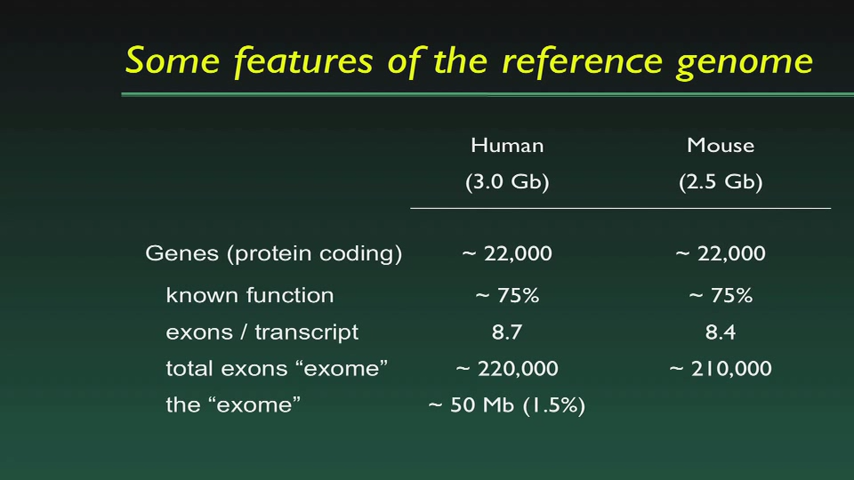 Some features of the reference genome
Human Mouse
(3.0 Gb) (2.5 Gb)
Genes (protein coding) ~ 22,000 ~ 22,000
known function ~ 75% ~ 75%
exons / transcript 8.7 8.4
total exons “exome” ~ 220,000 ~ 210,000
the “exome” ~ 50 Mb (1.5%)